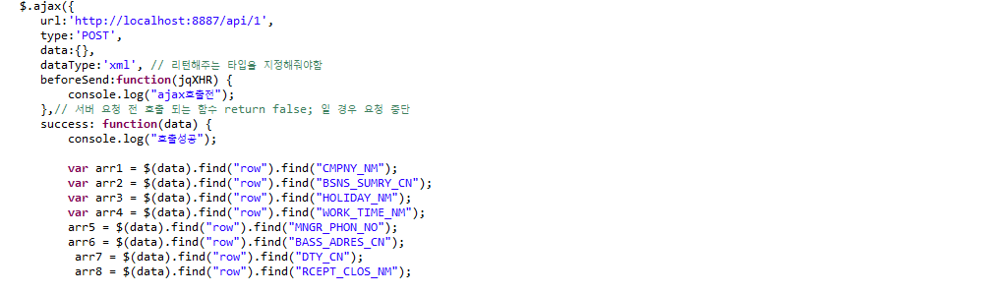 $.ajax({
url:'http://localhost:8887/api/1',
type:'POST',
data:{},
dataType:'xml', // 리턴해주는 타입을 지정해줘야함
beforeSend:function(jqXHR) {
console.log("ajax호출전");
},// 서버 요청 전 호출 되는 함수 return false; 일 경우 요청 중단
success: function(data) {
console.log("호출성공");
var arr1 = $(data).find("row").find("CMPNY_NM");
var arr2 = $(data).find("row").find("BSNS_SUMRY_CN");
var arr3 = $(data).find("row").find("HOLIDAY_NM");
var arr4 = $(data).find("row").find("WORK_TIME_NM");
arr5 = $(data).find("row").find("MNGR_PHON_NO");
arr6 = $(data).find("row").find("BASS_ADRES_CN");
arr7 = $(data).find("row").find("DTY_CN");
arr8 = $(data).find("row").find("RCEPT_CLOS_NM");